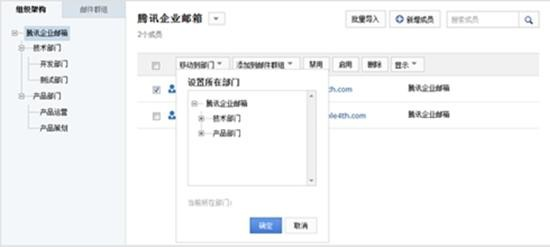 组织架构 邮件群组
腾讯企业邮箱
技术部门
开发部门
测试部门
产品部门
产品运营
产品策划
腾讯企业邮箱
2个成员
批量导入 新增成员 搜索成员
移动到部门 添加到邮件群组 禁用 启用 删除 显示
th.com 腾讯企业邮箱
le4th.com 腾讯企业邮箱
设置所在部门
腾讯企业邮箱
技术部门
产品部门
当前所在部门:
确定 取消